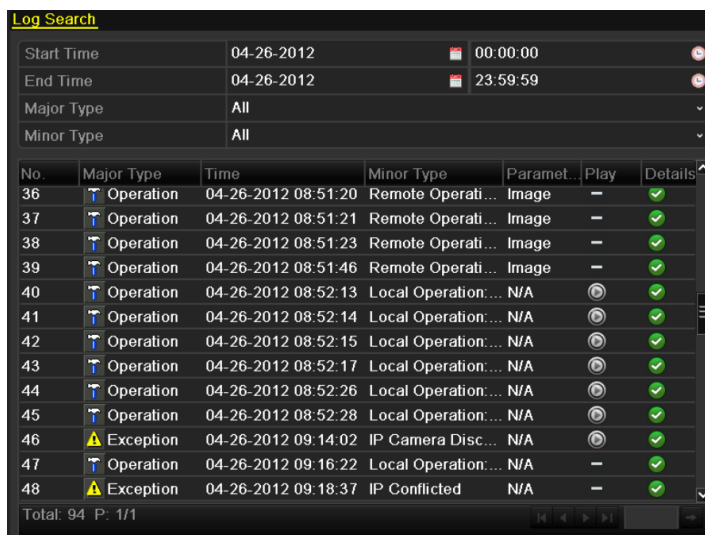 Log Search
Start Time 04-26-2012 00:00:00
End Time 04-26-2012 23:59:59
Major Type All
Minor Type All
No. Major Type Time Minor Type Paramet... Play Details
36 Operation 04-26-2012 08:51:20 Remote Operati... Image –
37 Operation 04-26-2012 08:51:21 Remote Operati... Image –
38 Operation 04-26-2012 08:51:23 Remote Operati... Image –
39 Operation 04-26-2012 08:51:46 Remote Operati... Image –
40 Operation 04-26-2012 08:52:13 Local Operation:... N/A
41 Operation 04-26-2012 08:52:14 Local Operation:... N/A
42 Operation 04-26-2012 08:52:15 Local Operation:... N/A
43 Operation 04-26-2012 08:52:17 Local Operation:... N/A
44 Operation 04-26-2012 08:52:26 Local Operation:... N/A
45 Operation 04-26-2012 08:52:28 Local Operation:... N/A
46 Exception 04-26-2012 09:14:02 IP Camera Disc... N/A
47 Operation 04-26-2012 09:16:22 Local Operation:... N/A –
48 Exception 04-26-2012 09:18:37 IP Conflicted N/A –
Total: 94 P: 1/1